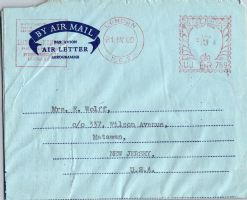 BY AIR MAIL
PAR AVION
AIR LETTER
AEROGRAMME
LONDON
Mrs. E. Wolff,
c/o 337, Wilson Avenue,
Matawan,
NEW JERSEY,
U.S.A.